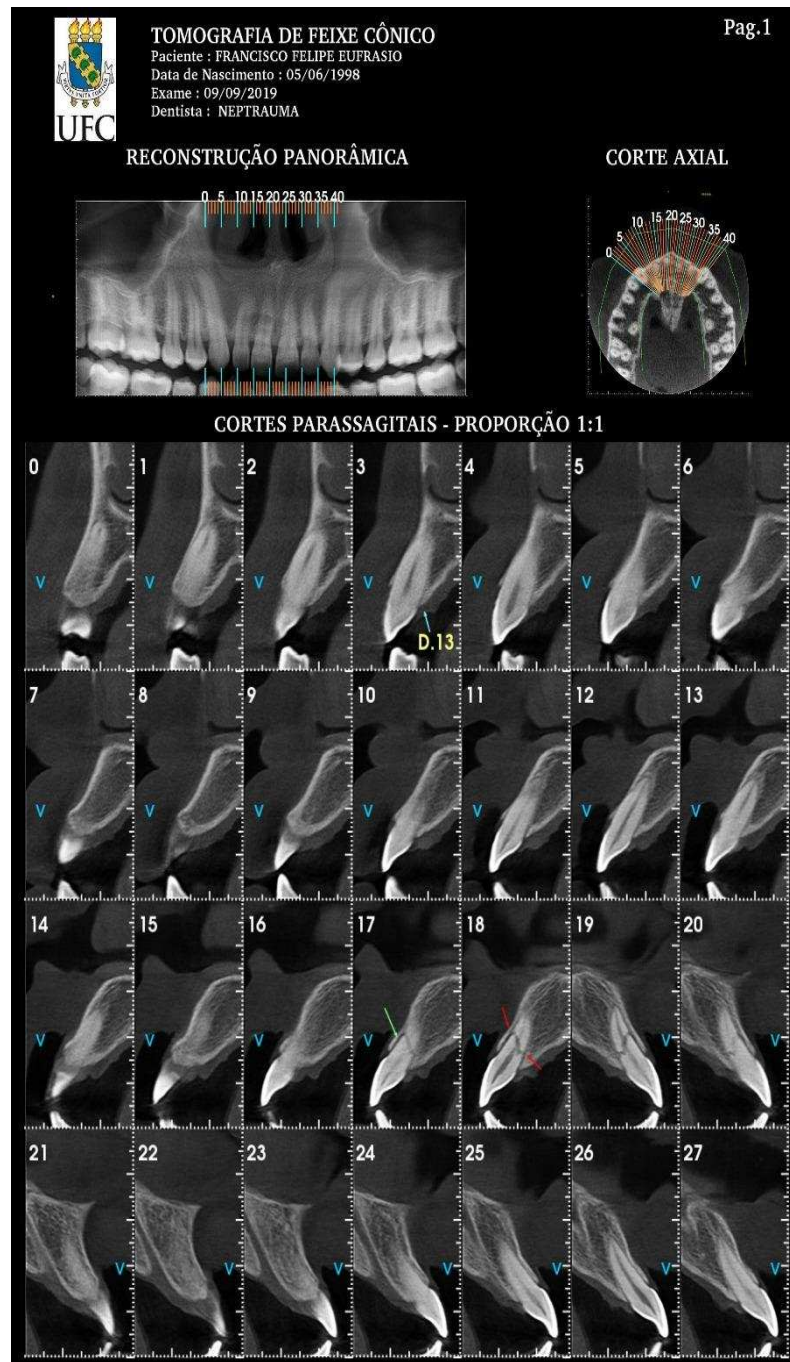 Pag.1
TOMOGRAFIA DE FEIXE CÔNICO
Paciente : FRANCISCO FELIPE EUFRASIO
Data de Nascimento : 05/06/1998
Exame : 09/09/2019
Dentista : NEPTRAUMA
UFC
RECONSTRUÇÃO PANORÂMICA
CORTE AXIAL
0 5 10 15 20 25 30 35 40
0 5 10 15 20 25 30 35 40
CORTES PARASSAGITAIS - PROPORÇÃO 1:1
0 1 2 3 4 5 6
V V V V V V V
D.13
7 8 9 10 11 12 13
V V V V V V V
14 15 16 17 18 19 20
V V V V V V V
21 22 23 24 25 26 27
V V V V V V V